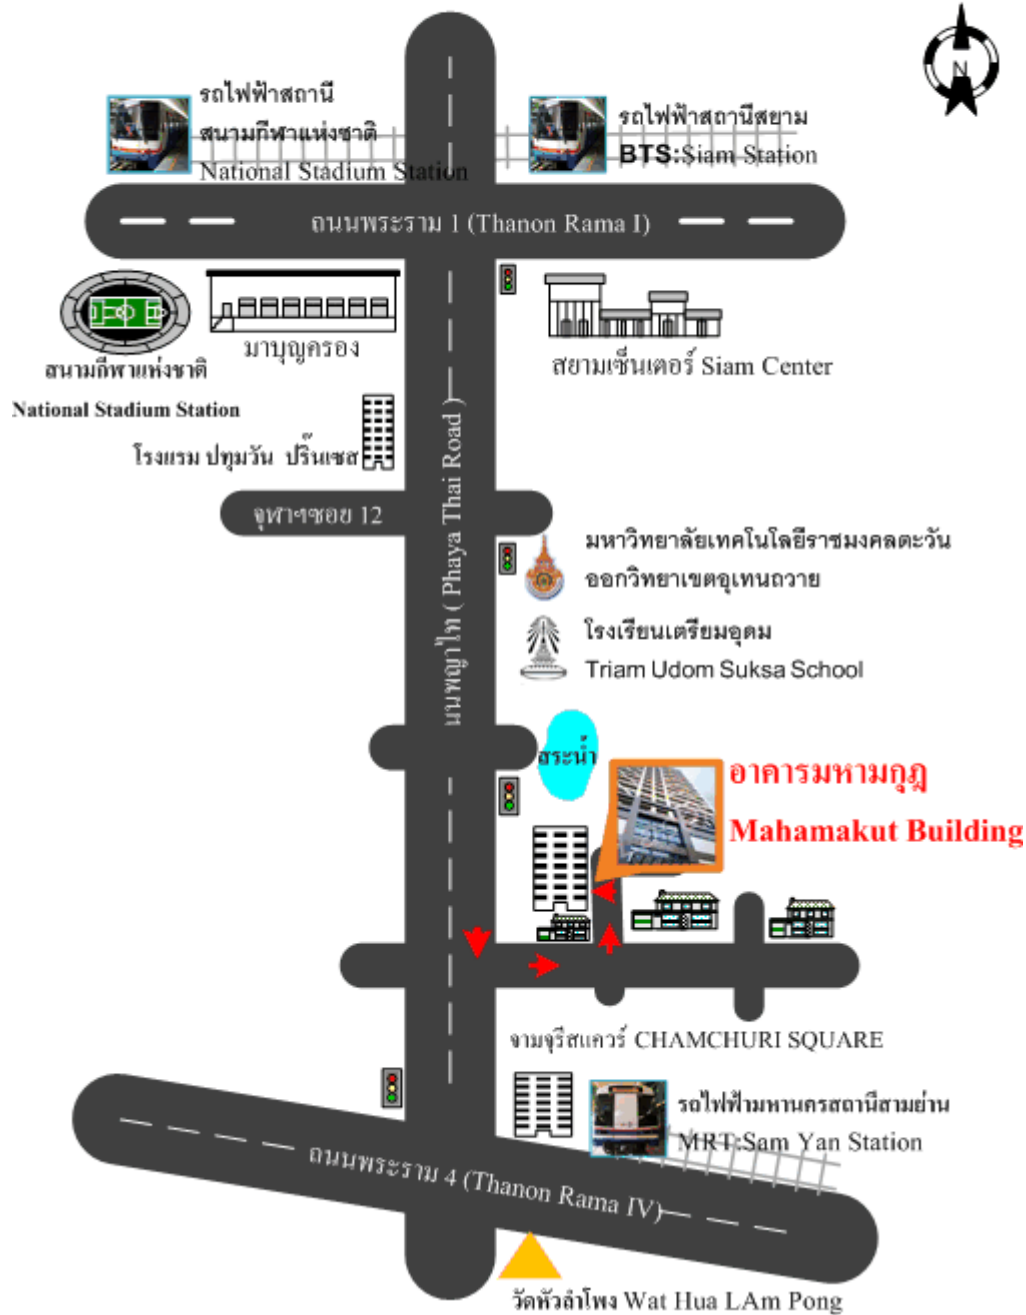 N
รถไฟฟ้าสถานี
สนามกีฬาแห่งชาติ
National Stadium Station
รถไฟฟ้าสถานีสยาม
BTS:Siam Station
ถนนพระราม 1 (Thanon Rama I)
มาบุญครอง
สนามกีฬาแห่งชาติ
National Stadium Station
สยามเซ็นเตอร์ Siam Center
โรงแรม ปทุมวัน ปริ๊นเซส
จุฬาฯซอย 12
นนพญาไท ( Phaya Thai Road )
มหาวิทยาลัยเทคโนโลยีราชมงคลตะวัน
ออกวิทยาเขตอุเทนถวาย
โรงเรียนเตรียมอุดม
Triam Udom Suksa School
สระน้ำ
อาคารมหามกุฎ
Mahamakut Building
จามจุรีสแควร์ CHAMCHURI SQUARE
รถไฟฟ้ามหานครสถานีสามย่าน
MRT:Sam Yan Station
ถนนพระราม 4 (Thanon Rama IV)
วัดหัวลำโพง Wat Hua LAm Pong